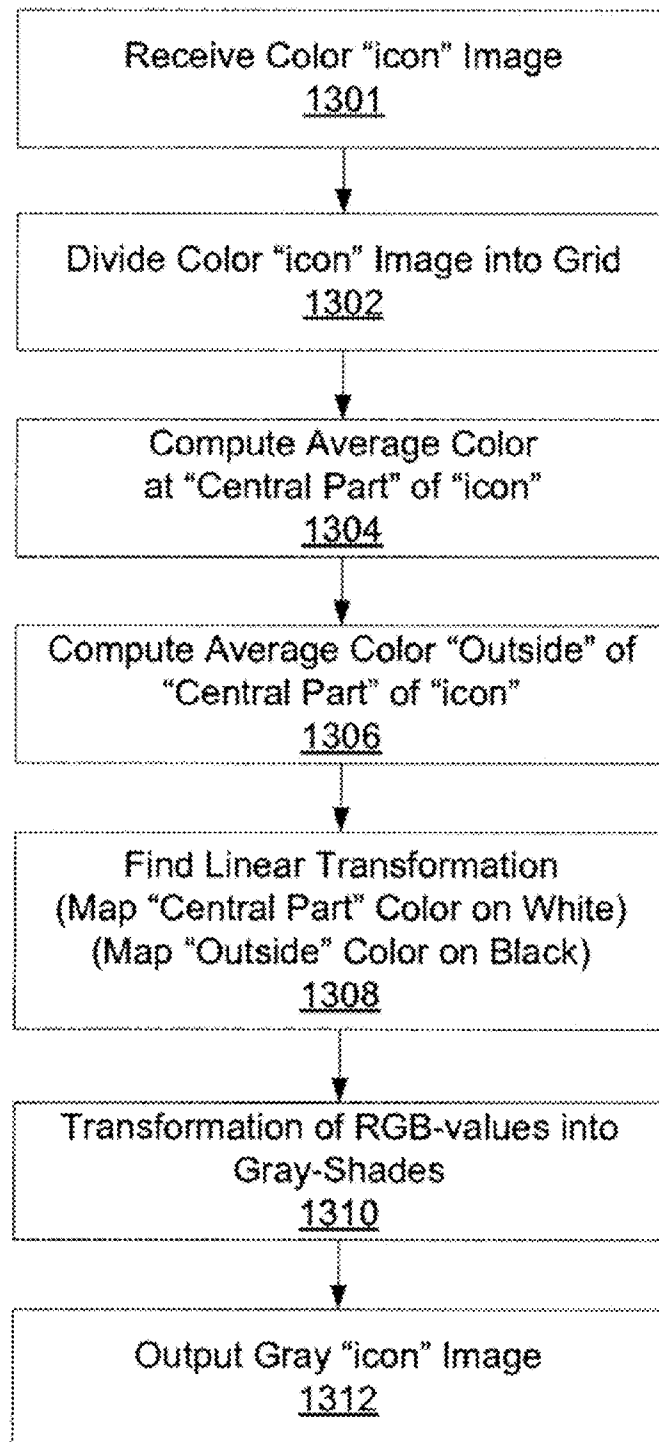 Receive Color “icon” Image
1301
Divide Color “icon” Image into Grid
1302
Compute Average Color
at “Central Part” of “icon”
1304
Compute Average Color “Outside” of
“Central Part” of “icon”
1306
Find Linear Transformation
(Map “Central Part” Color on White)
(Map “Outside” Color on Black)
1308
Transformation of RGB-values into
Gray-Shades
1310
Output Gray “icon” Image
1312